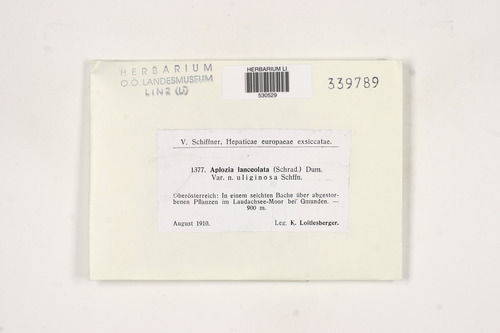 HERBARIUM
O.Ö. LANDESMUSEUM
LINZ (LI)
HERBARIUM LI
530529
339789
V. Schiffner, Hepaticae europaeae exsiccatae.
1377. Aplozia lanceolata (Schrad.) Dum.
Var. n. uliginosa Schffn.
Oberösterreich: In einem seichten Bache über abgestor-
benen Pflanzen im Laudachsee-Moor bei Gmunden. —
900 m.
August 1910.
Leg. K. Loitlesberger.